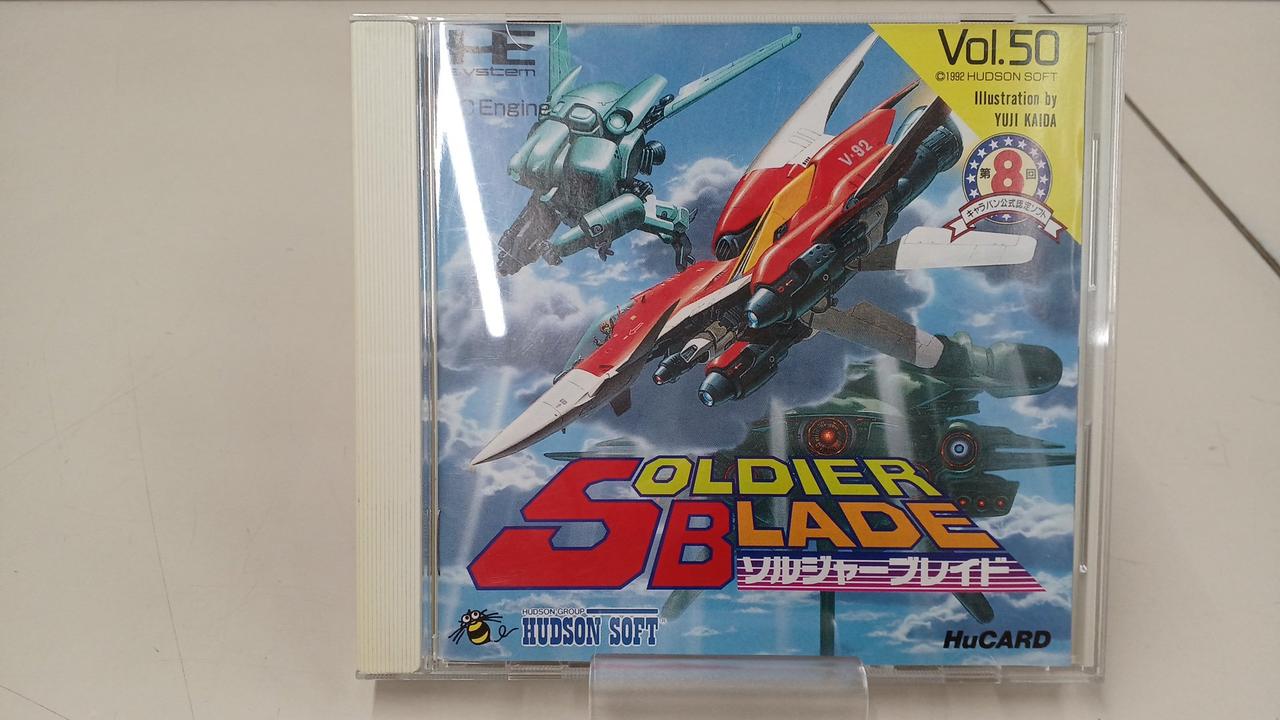 HE
system
PC Engine
Vol.50
©1992 HUDSON SOFT
Illustration by
YUJI KAIDA
第8回
キャラバン公式認定ソフト
V-92
SOLDIER
BLADE
ソルジャーブレイド
HUDSON GROUP
HUDSON SOFT
HuCARD